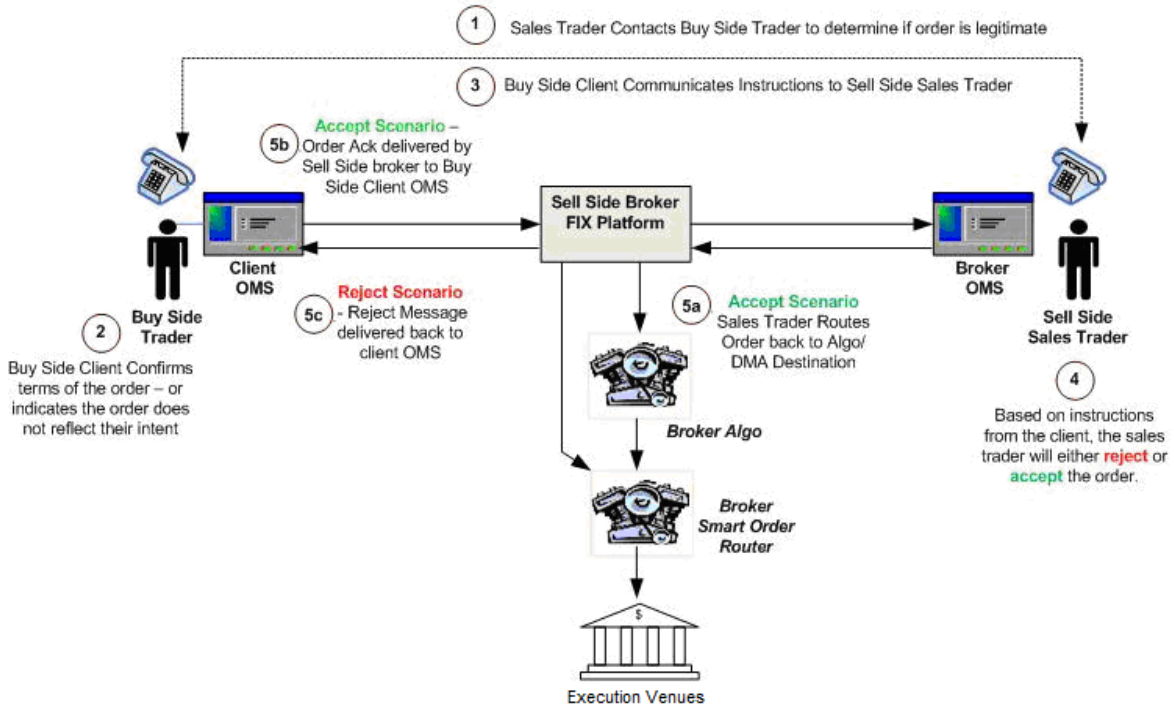 1
Sales Trader Contacts Buy Side Trader to determine if order is legitimate
3
Buy Side Client Communicates Instructions to Sell Side Sales Trader
5b
Accept Scenario –
Order Ack delivered by
Sell Side broker to Buy
Side Client OMS
Sell Side Broker
FIX Platform
Client
OMS
Broker
OMS
Buy Side
Trader
Sell Side
Sales Trader
2
Buy Side Client Confirms
terms of the order – or
indicates the order does
not reflect their intent
5c
Reject Scenario
- Reject Message
delivered back to
client OMS
5a
Accept Scenario
Sales Trader Routes
Order back to Algo/
DMA Destination
4
Based on instructions
from the client, the sales
trader will either reject or
accept the order.
Broker Algo
Broker
Smart Order
Router
$
Execution Venues